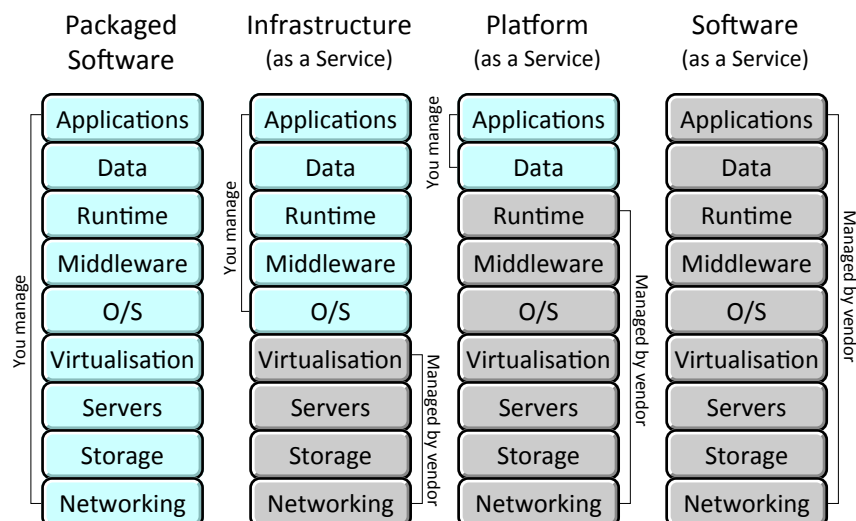 Packaged
Software
Applications
Data
Runtime
Middleware
O/S
Virtualisation
Servers
Storage
Networking
You manage
Infrastructure
(as a Service)
Applications
Data
Runtime
Middleware
O/S
Virtualisation
Servers
Storage
Networking
You manage
Managed by vendor
Platform
(as a Service)
Applications
Data
Runtime
Middleware
O/S
Virtualisation
Servers
Storage
Networking
You manage
Managed by vendor
Software
(as a Service)
Applications
Data
Runtime
Middleware
O/S
Virtualisation
Servers
Storage
Networking
Managed by vendor